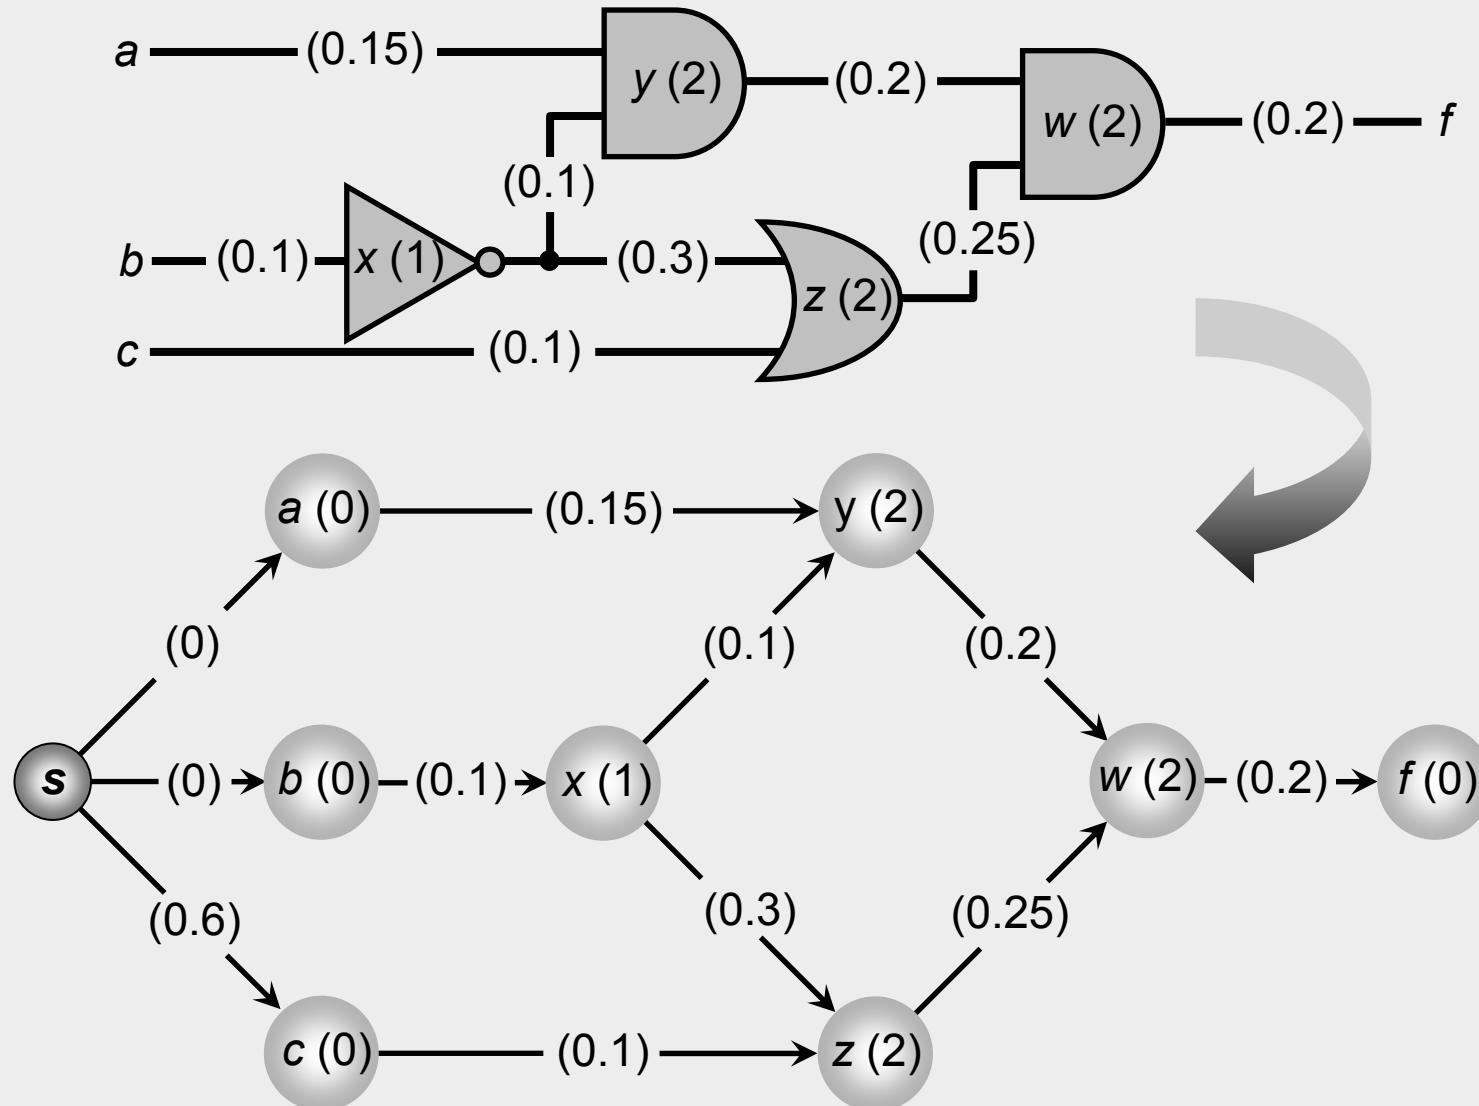 a (0.15) y (2) (0.2) w (2) (0.2) f
(0.1)
b (0.1) x (1) (0.3) z (2) (0.25)
c (0.1)
a (0) (0.15) y (2)
(0) (0.1) (0.2)
s (0) b (0) (0.1) x (1) w (2) (0.2) f (0)
(0.6) (0.3) (0.25)
c (0) (0.1) z (2)